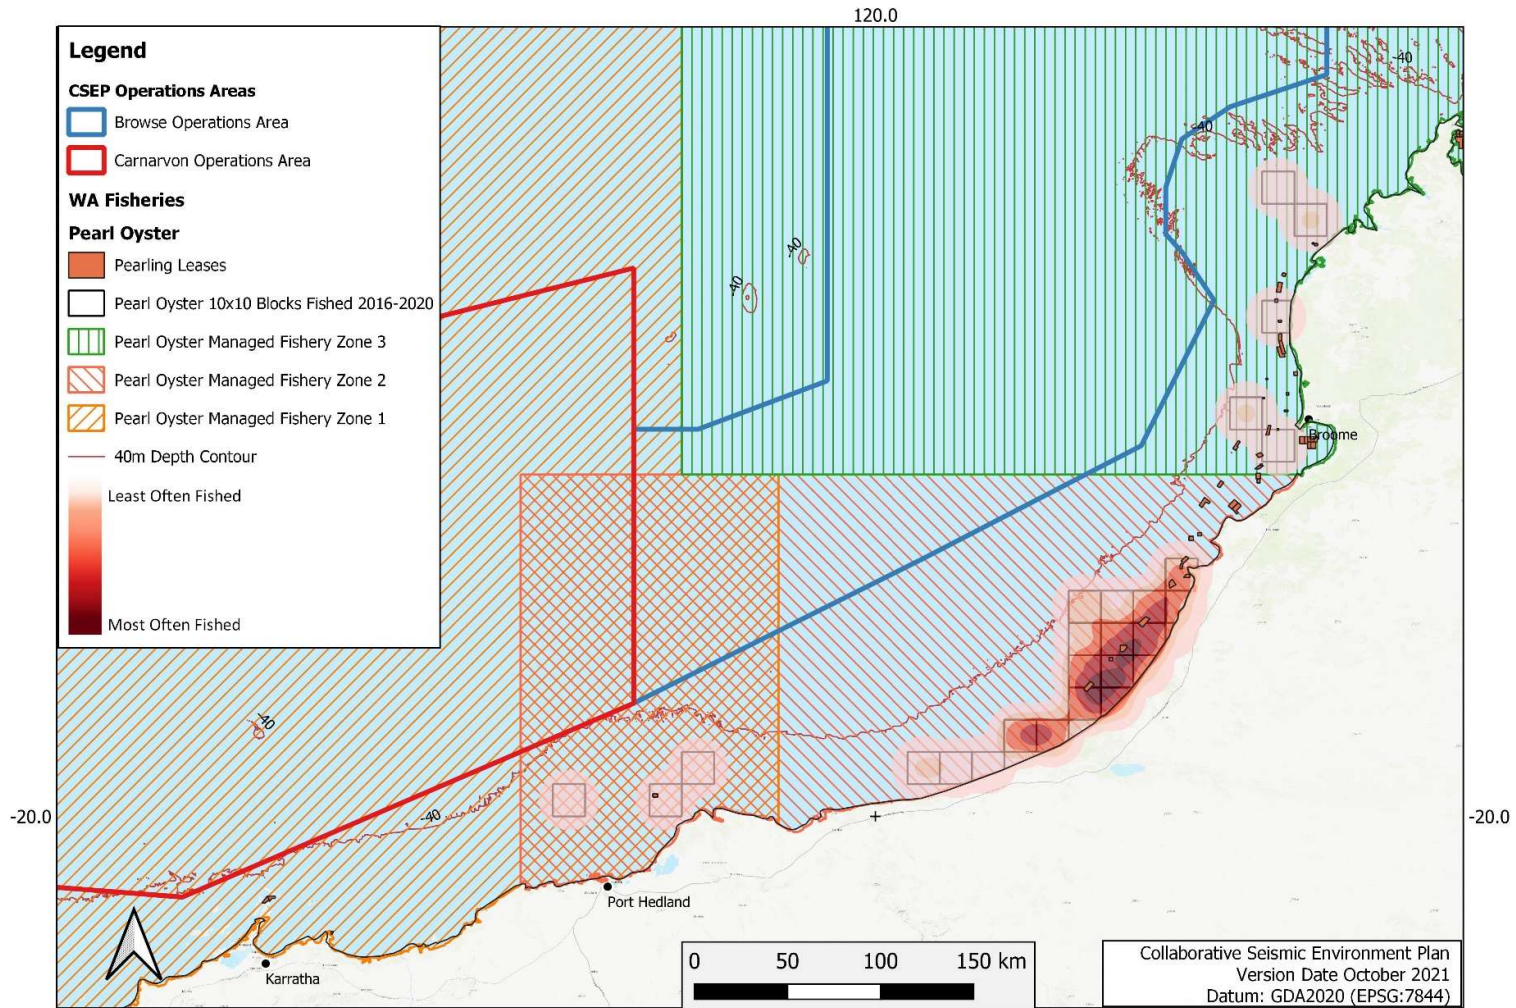 120.0
Legend
CSEP Operations Areas
Browse Operations Area
Carnarvon Operations Area
WA Fisheries
Pearl Oyster
Pearling Leases
Pearl Oyster 10x10 Blocks Fished 2016-2020
Pearl Oyster Managed Fishery Zone 3
Pearl Oyster Managed Fishery Zone 2
Pearl Oyster Managed Fishery Zone 1
40m Depth Contour
Least Often Fished
Most Often Fished
-40
-40
-40
-40
Broome
-40
-20.0
-40
-20.0
Port Hedland
Karratha
0 50 100 150 km
Collaborative Seismic Environment Plan
Version Date October 2021
Datum: GDA2020 (EPSG:7844)